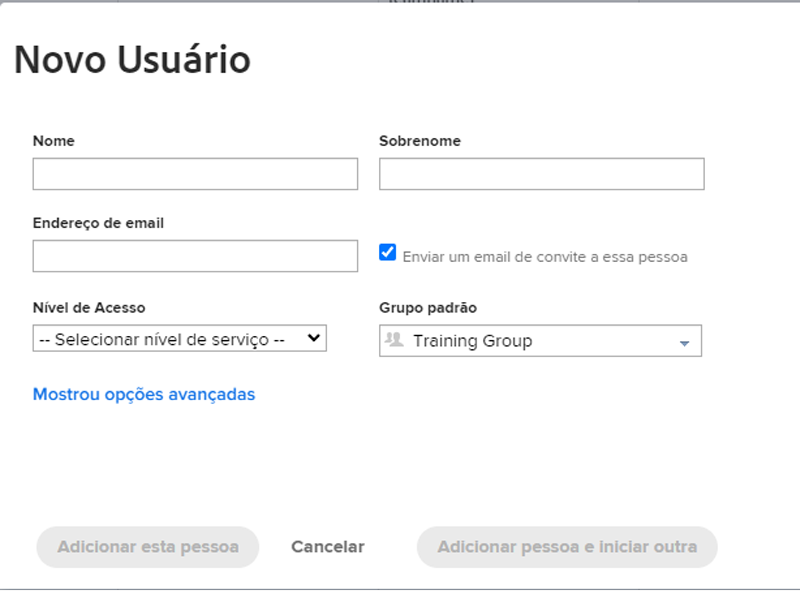 Novo Usuário
Nome
Sobrenome
Endereço de email
Enviar um email de convite a essa pessoa
Nível de Acesso
Grupo padrão
-- Selecionar nível de serviço --
Training Group
Mostrou opções avançadas
Adicionar esta pessoa
Cancelar
Adicionar pessoa e iniciar outra